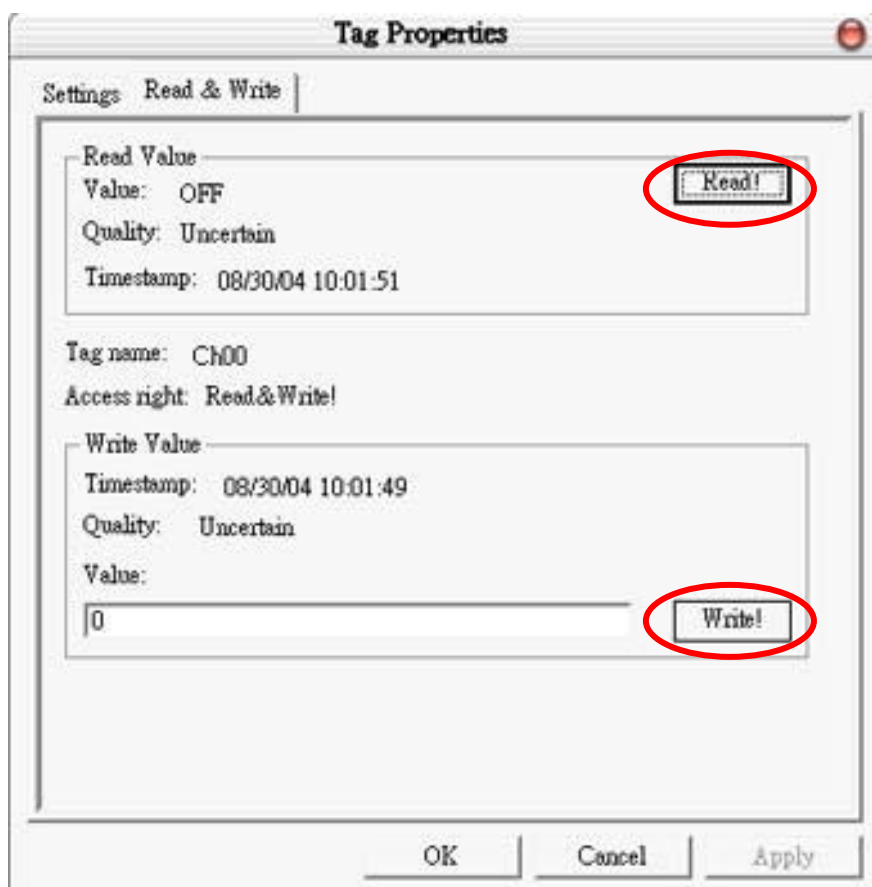 Tag Properties
Settings Read & Write
Read Value
Read!
Value: OFF
Quality: Uncertain
Timestamp: 08/30/04 10:01:51
Tag name: Ch00
Access right: Read&Write!
Write Value
Timestamp: 08/30/04 10:01:49
Quality: Uncertain
Value:
0 Write!
OK Cancel Apply